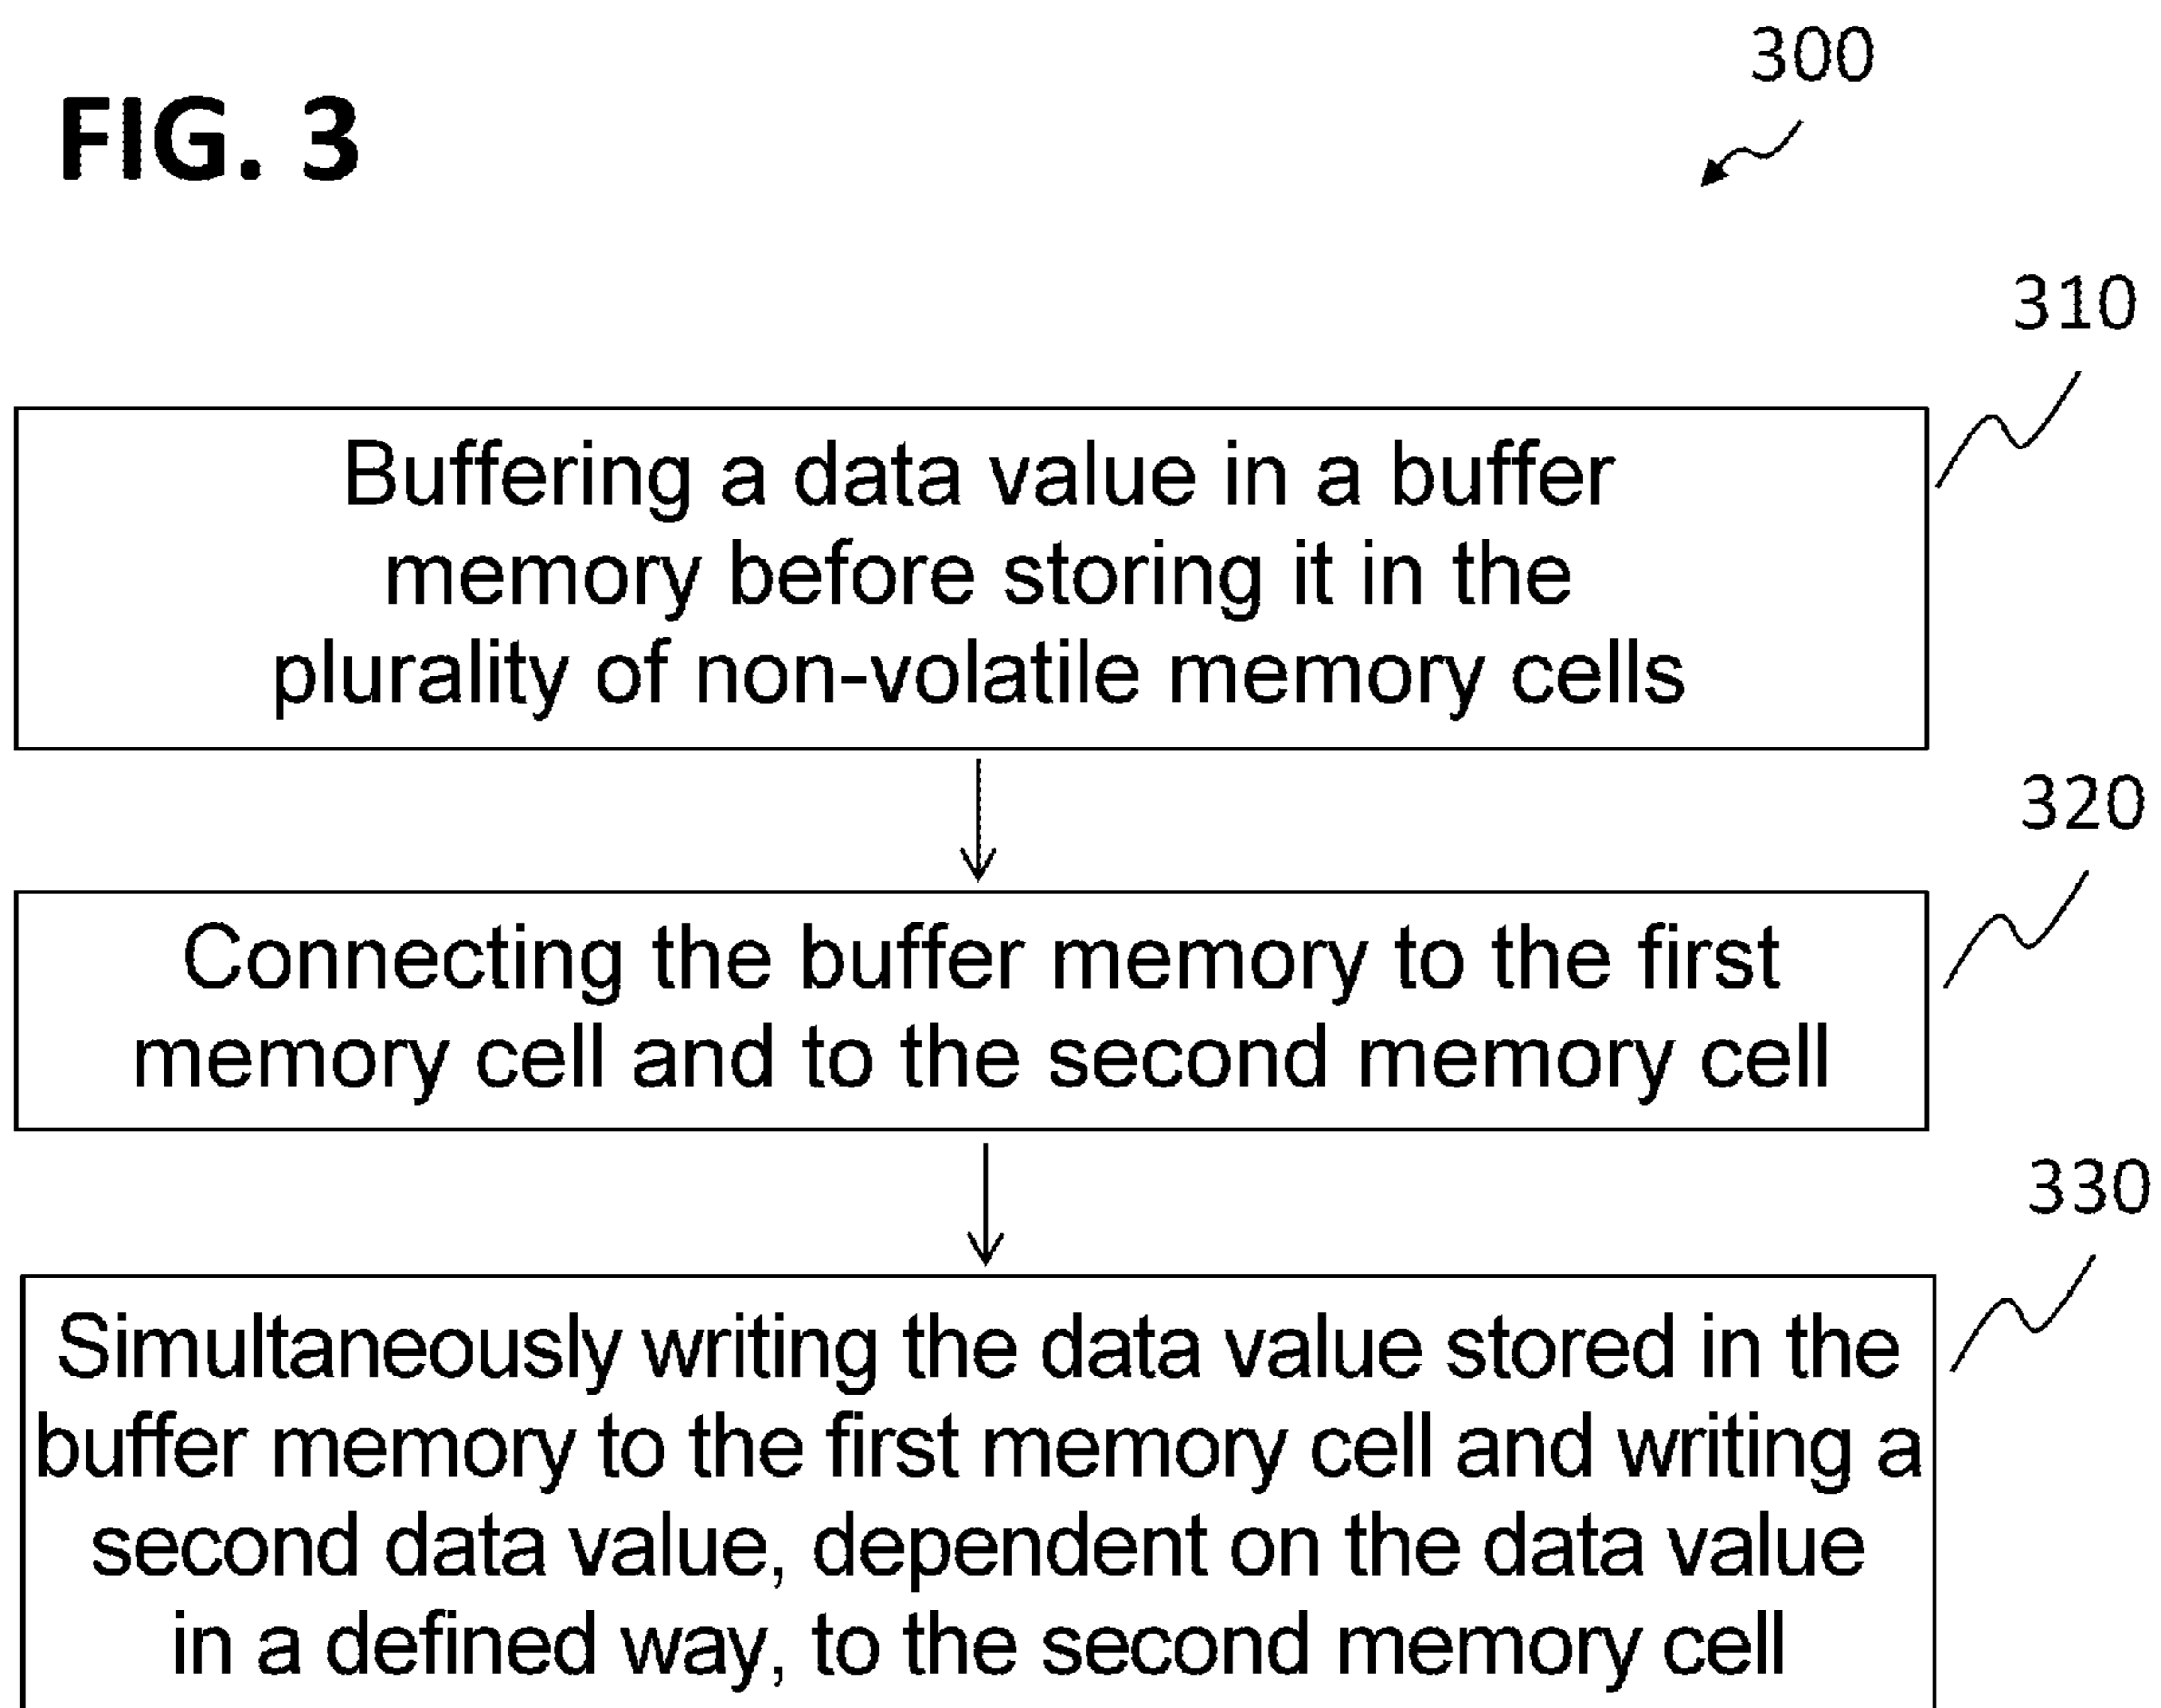 300
FIG. 3
310
Buffering a data value in a buffer
memory before storing it in the
plurality of non-volatile memory cells
320
Connecting the buffer memory to the first
memory cell and to the second memory cell
330
Simultaneously writing the data value stored in the
buffer memory to the first memory cell and writing a
second data value, dependent on the data value
in a defined way, to the second memory cell